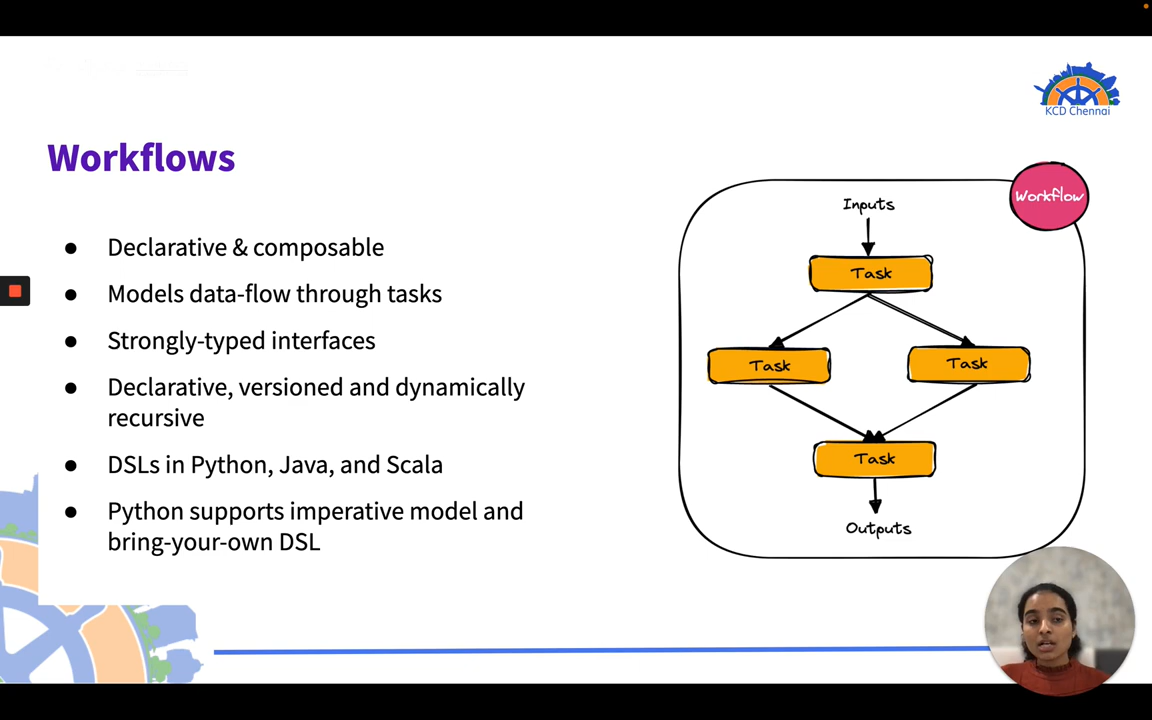 KCD Chennai
Workflows
● Declarative & composable
● Models data-flow through tasks
● Strongly-typed interfaces
● Declarative, versioned and dynamically
recursive
● DSLs in Python, Java, and Scala
● Python supports imperative model and
bring-your-own DSL
Workflow
Inputs
Task
Task
Task
Task
Outputs